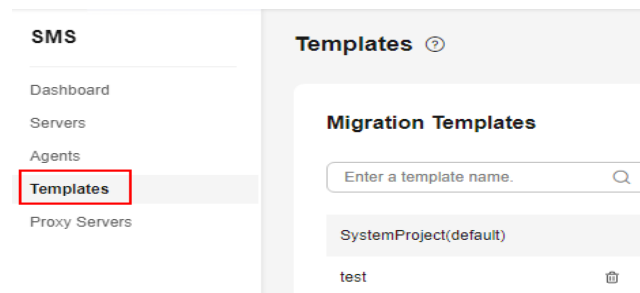 SMS
Dashboard
Servers
Agents
Templates
Proxy Servers
Templates
Migration Templates
Enter a template name.
SystemProject(default)
test